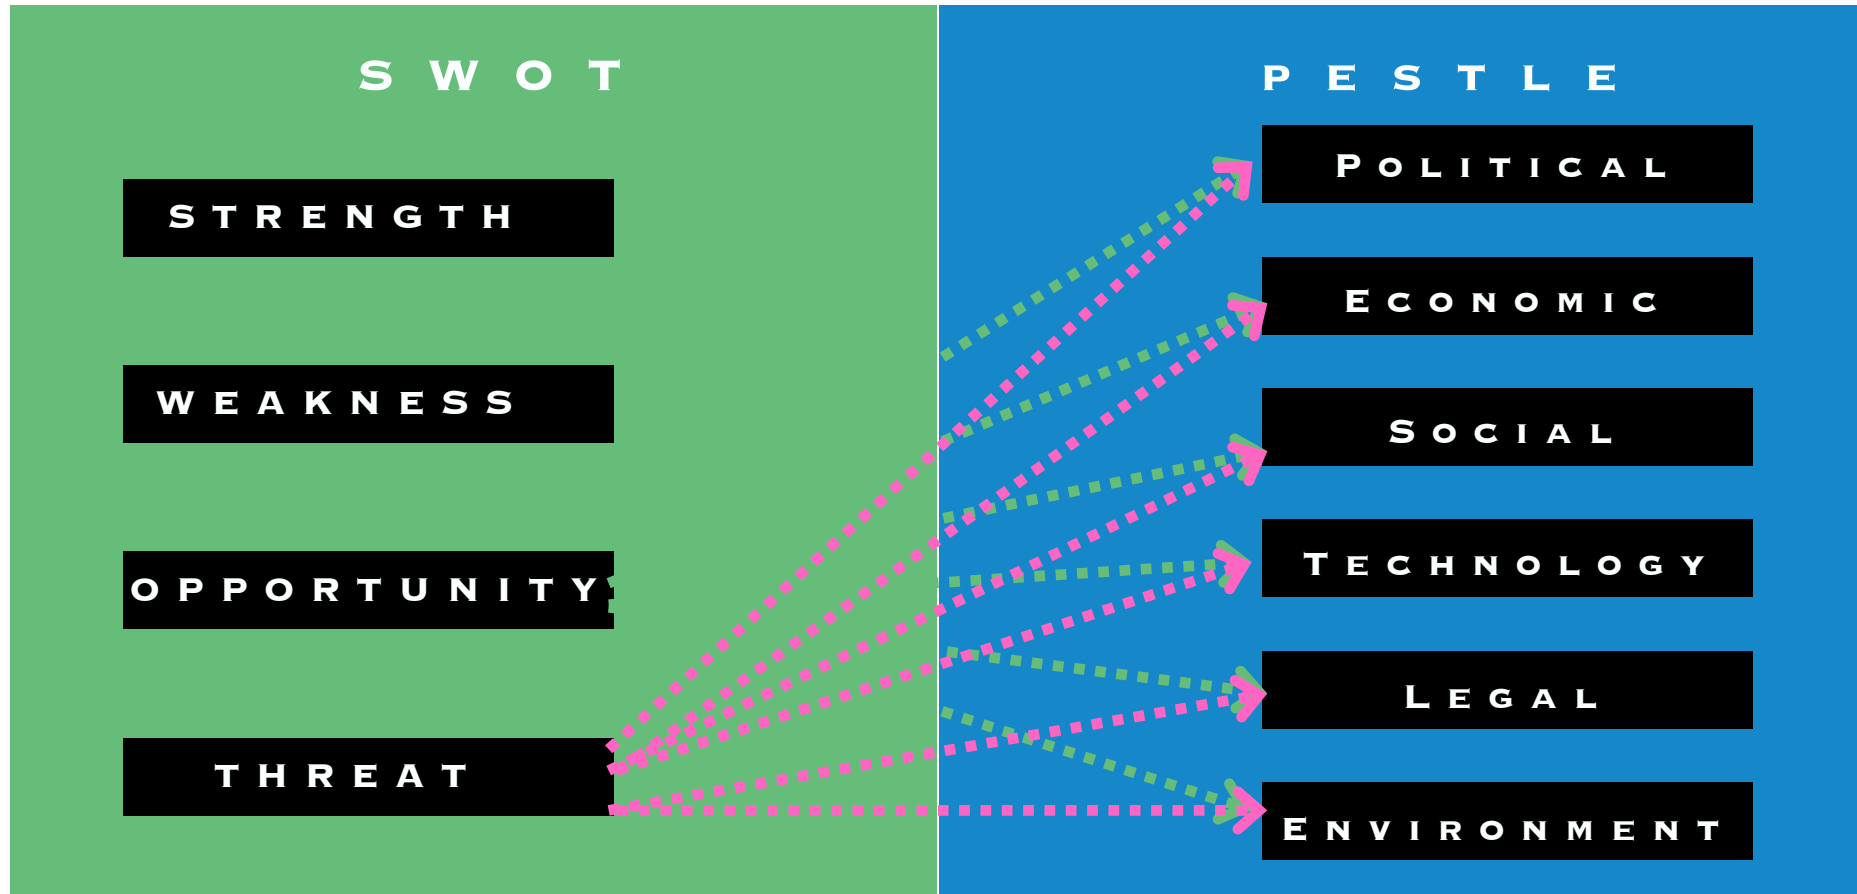 SWOT
STRENGTH
WEAKNESS
OPPORTUNITY
THREAT
PESTLE
Political
Economic
Social
Technology
Legal
Environment